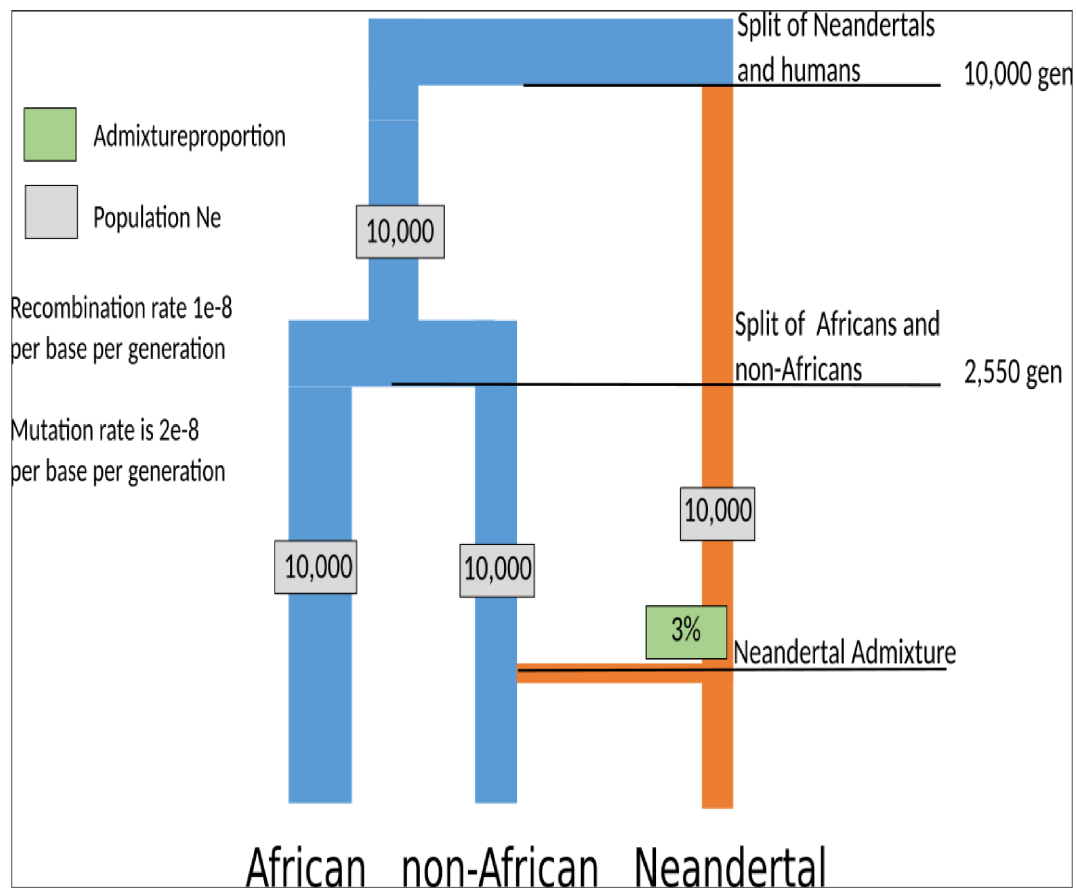 Split of Neandertals
and humans
10,000 gen
Admixtureproportion
Population Ne
10,000
Recombination rate 1e-8
per base per generation
Split of Africans and
non-Africans
2,550 gen
Mutation rate is 2e-8
per base per generation
10,000
10,000
10,000
3%
Neandertal Admixture
African non-African Neandertal